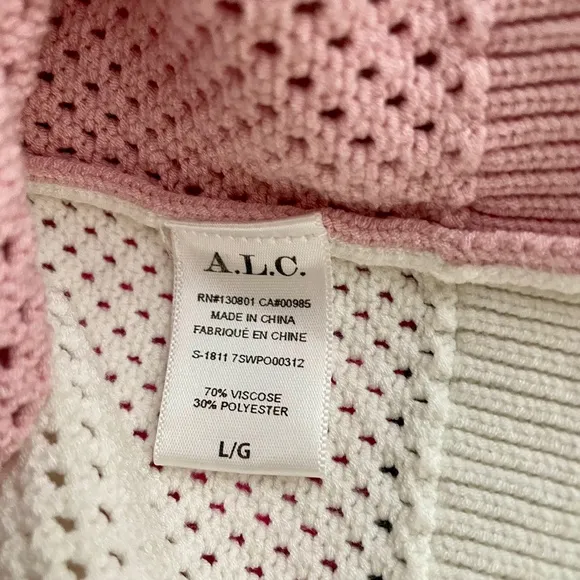 A.L.C.
RN#130801 CA#00985
MADE IN CHINA
FABRIQUÉ EN CHINE
S-1811 7SWPO00312
70% VISCOSE
30% POLYESTER
L/G